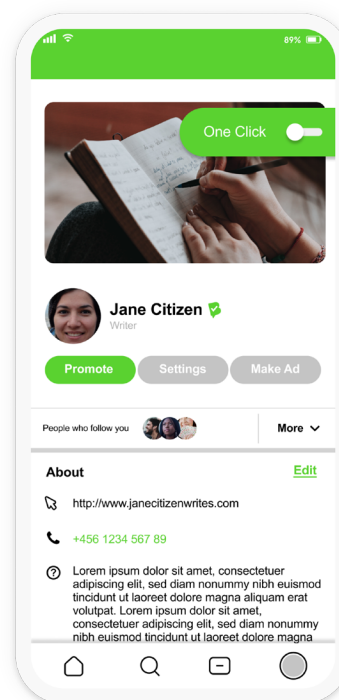 89%
One Click
Jane Citizen
Writer
Promote Settings Make Ad
People who follow you
More
About
Edit
http://www.janecitizenwrites.com
+456 1234 567 89
Lorem ipsum dolor sit amet, consectetuer
adipiscing elit, sed diam nonummy nibh euismod
tincidunt ut laoreet dolore magna aliquam erat
volutpat. Lorem ipsum dolor sit amet,
consectetuer adipiscing elit, sed diam nonummy
nibh euismod tincidunt ut laoreet dolore magna